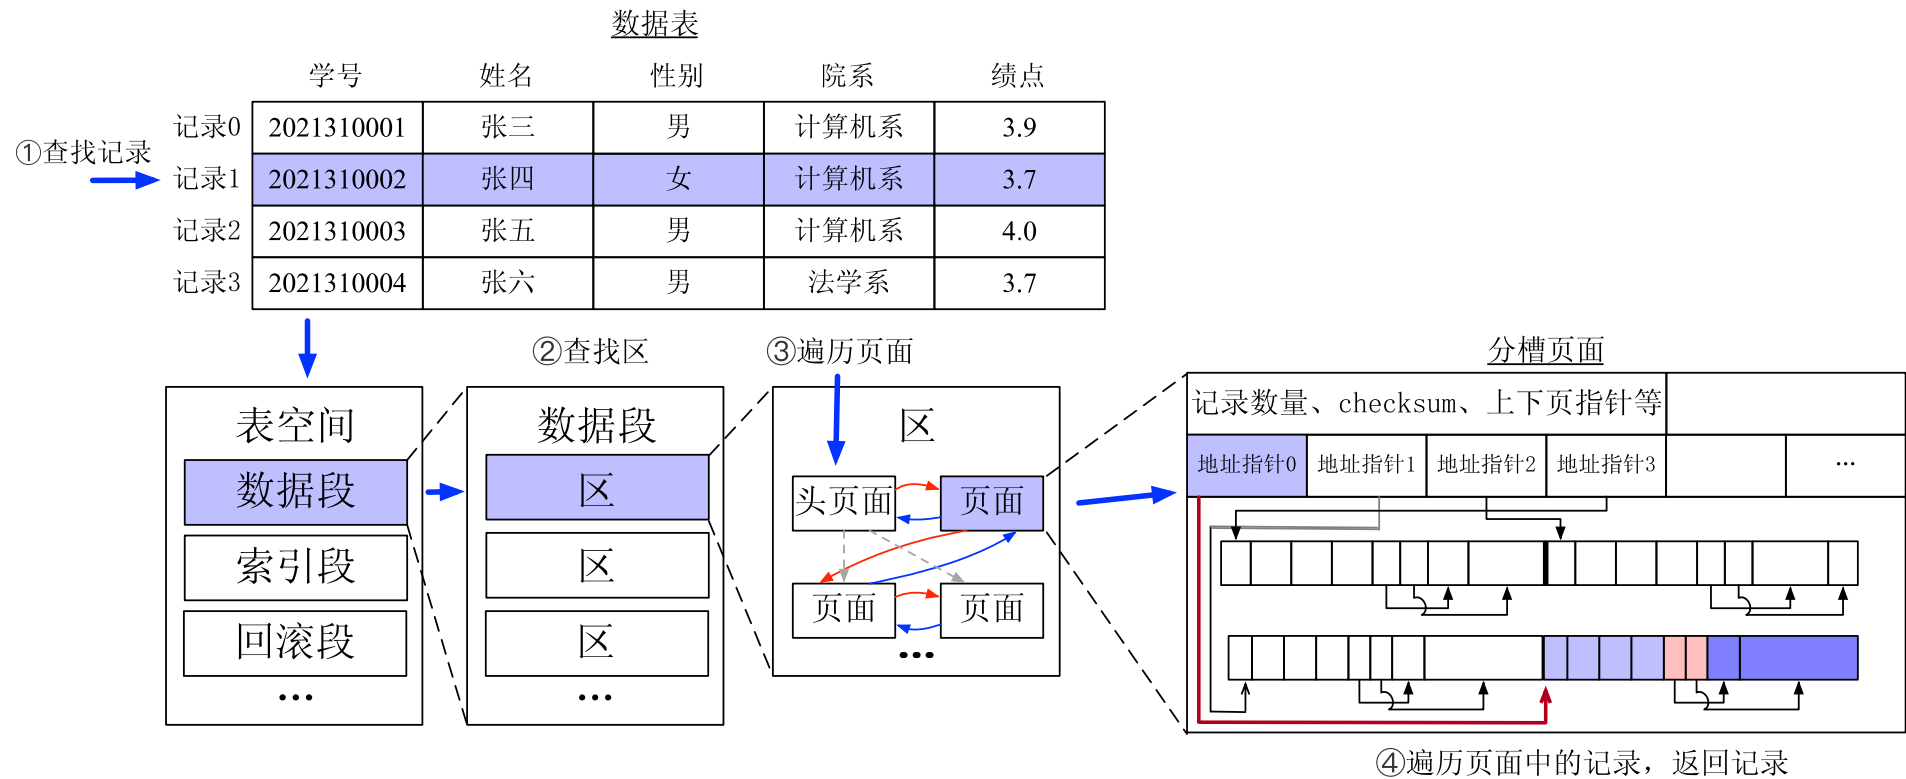 数据表
学号 姓名 性别 院系 绩点
记录0 2021310001 张三 男 计算机系 3.9
①查找记录
记录1 2021310002 张四 女 计算机系 3.7
记录2 2021310003 张五 男 计算机系 4.0
记录3 2021310004 张六 男 法学系 3.7
②查找区
③遍历页面
分槽页面
表空间
数据段
索引段
回滚段
...
数据段
区
区
区
...
区
头页面 页面
页面 页面
...
记录数量、checksum、上下页指针等
地址指针0 地址指针1 地址指针2 地址指针3 ...
④遍历页面中的记录，返回记录